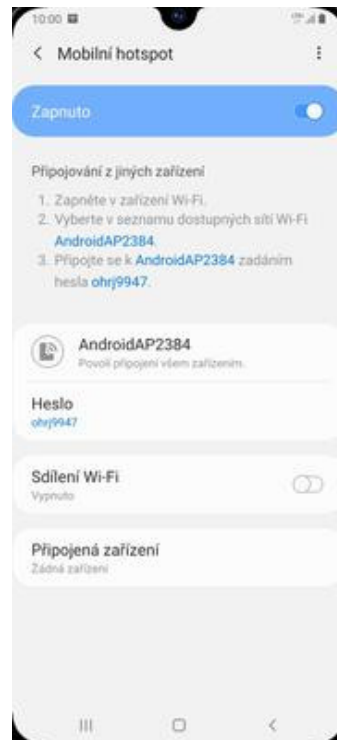 10:00
Mobilní hotspot
Zapnuto
Připojování z jiných zařízení
1. Zapněte v zařízení Wi-Fi.
2. Vyberte v seznamu dostupných sítí Wi-Fi
AndroidAP2384.
3. Připojte se k AndroidAP2384 zadáním
hesla ohrj9947.
AndroidAP2384
Povolí připojení všem zařízením.
Heslo
ohrj9947
Sdílení Wi-Fi
Vypnuto
Připojená zařízení
Žádná zařízení